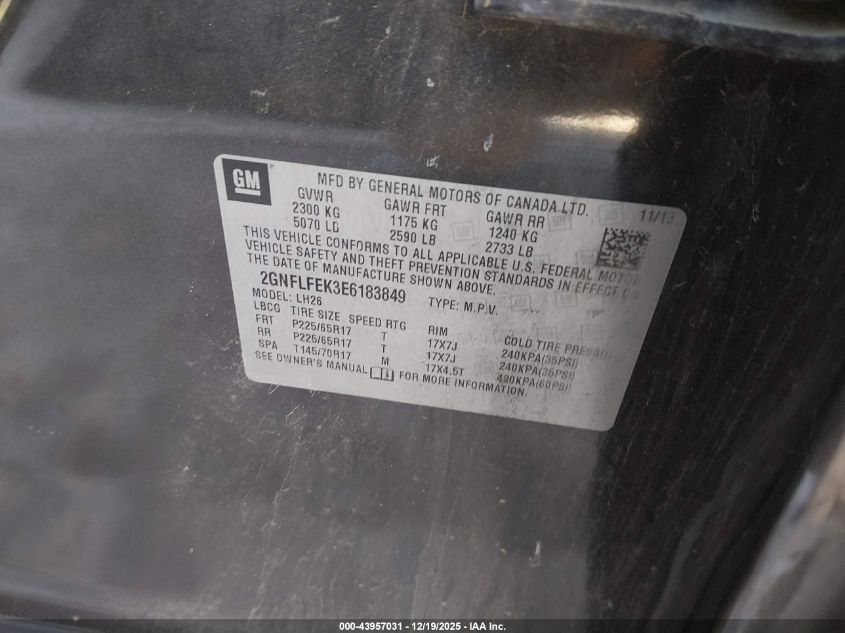 GM
MFD BY GENERAL MOTORS OF CANADA LTD.
11/13
GVWR GAWR FRT GAWR RR
2300 KG 1175 KG 1240 KG
5070 LB 2590 LB 2733 LB
THIS VEHICLE CONFORMS TO ALL APPLICABLE U.S. FEDERAL MOTOR
VEHICLE SAFETY AND THEFT PREVENTION STANDARDS IN EFFECT ON
THE DATE OF MANUFACTURE SHOWN ABOVE.
2GNFLFEK3E6183849 TYPE: M.P.V.
MODEL: LH26
LBCG TIRE SIZE SPEED RTG RIM COLD TIRE PRESSURE
FRT P225/65R17 T 17X7J 240KPA(35PSI)
RR P225/65R17 T 17X7J 240KPA(35PSI)
SPA T145/70R17 M 17X4.5T 420KPA(60PSI)
SEE OWNER'S MANUAL FOR MORE INFORMATION.
000-43957031 - 12/19/2025 - IAA Inc.